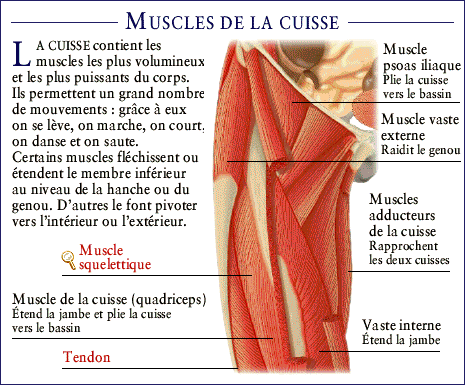 MUSCLES DE LA CUISSE
LA CUISSE contient les
muscles les plus volumineux
et les plus puissants du corps.
Ils permettent un grand nombre
de mouvements : grâce à eux
on se lève, on marche, on court,
on danse et on saute.
Certains muscles fléchissent ou
étendent le membre inférieur
au niveau de la hanche ou du
genou. D'autres le font pivoter
vers l'intérieur ou l'extérieur.
Muscle
squelettique
Muscle de la cuisse (quadriceps)
Étend la jambe et plie la cuisse
vers le bassin
Tendon
Muscle
psoas iliaque
Plie la cuisse
vers le bassin
Muscle vaste
externe
Raidit le genou
Muscles
adducteurs
de la cuisse
Rapprochent
les deux cuisses
Vaste interne
Étend la jambe